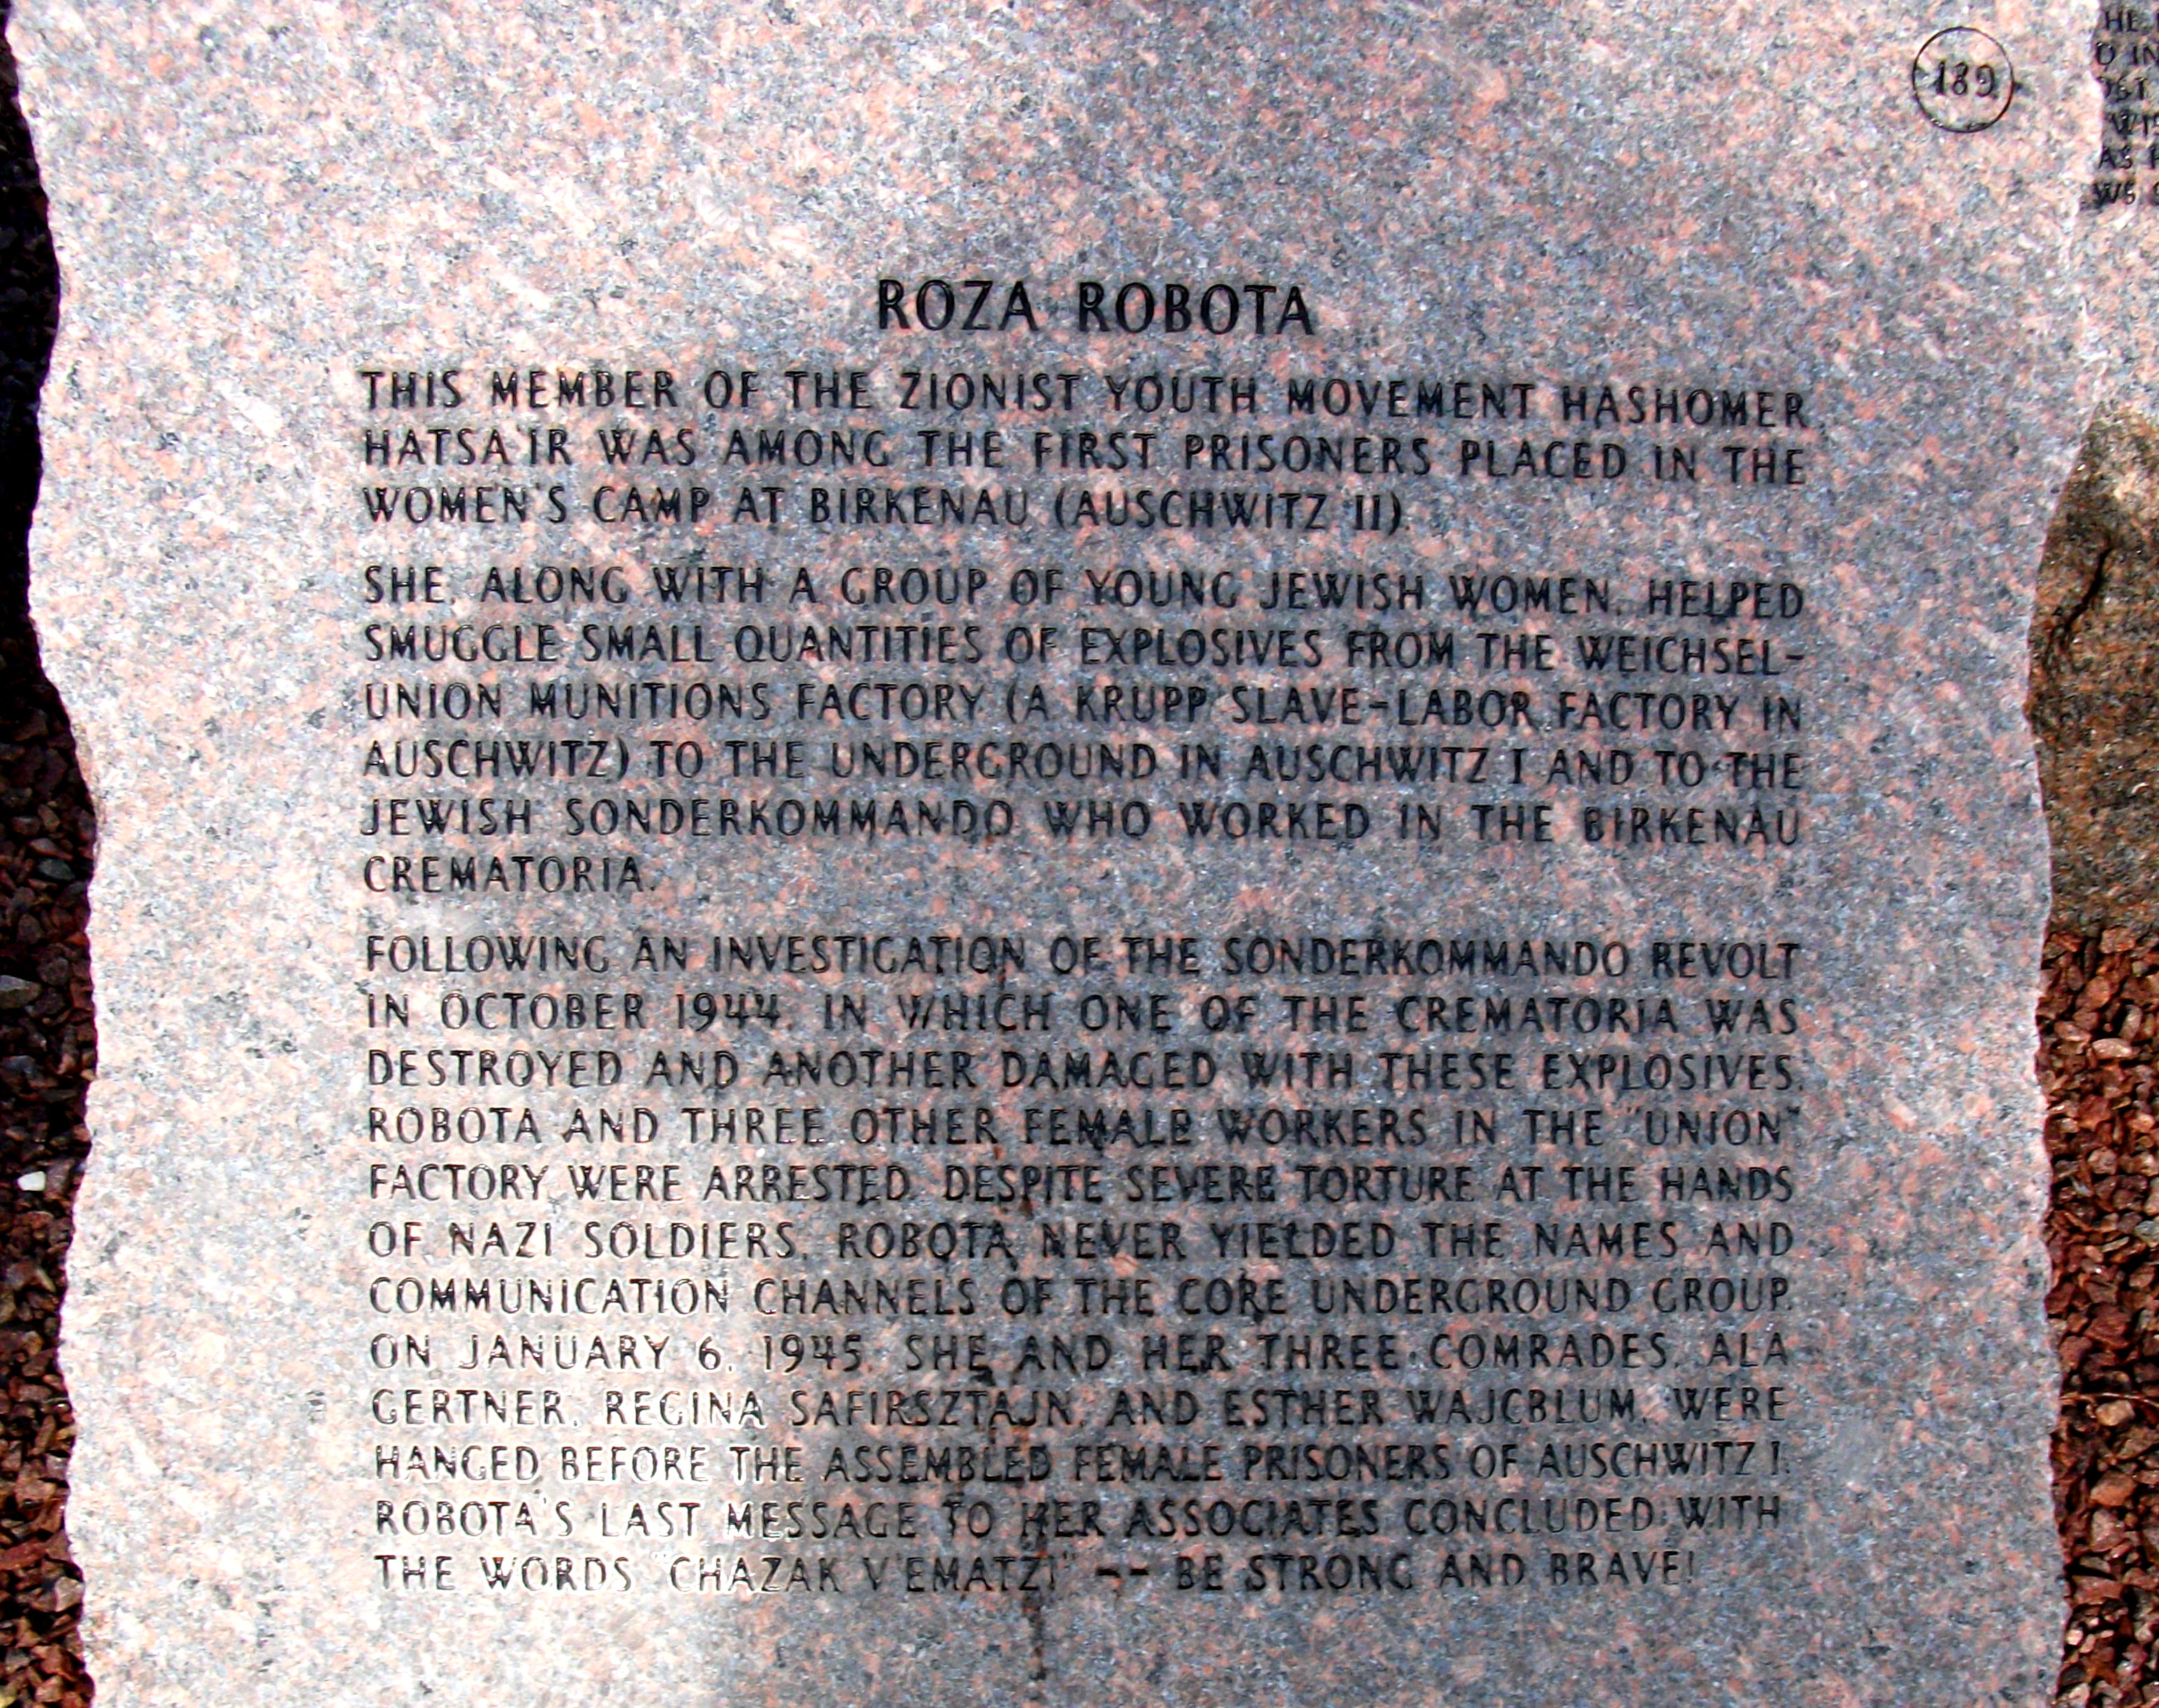 189
ROZA ROBOTA
THIS MEMBER OF THE ZIONIST YOUTH MOVEMENT HASHOMER
HATSA'IR WAS AMONG THE FIRST PRISONERS PLACED IN THE
WOMEN'S CAMP AT BIRKENAU (AUSCHWITZ II).
SHE, ALONG WITH A GROUP OF YOUNG JEWISH WOMEN, HELPED
SMUGGLE SMALL QUANTITIES OF EXPLOSIVES FROM THE WEICHSEL-
UNION MUNITIONS FACTORY (A KRUPP SLAVE-LABOR FACTORY IN
AUSCHWITZ) TO THE UNDERGROUND IN AUSCHWITZ I AND TO THE
JEWISH SONDERKOMMANDO WHO WORKED IN THE BIRKENAU
CREMATORIA.
FOLLOWING AN INVESTIGATION OF THE SONDERKOMMANDO REVOLT
IN OCTOBER 1944, IN WHICH ONE OF THE CREMATORIA WAS
DESTROYED AND ANOTHER DAMAGED WITH THESE EXPLOSIVES,
ROBOTA AND THREE OTHER FEMALE WORKERS IN THE "UNION"
FACTORY WERE ARRESTED. DESPITE SEVERE TORTURE AT THE HANDS
OF NAZI SOLDIERS, ROBOTA NEVER YIELDED THE NAMES AND
COMMUNICATION CHANNELS OF THE CORE UNDERGROUND GROUP.
ON JANUARY 6, 1945, SHE AND HER THREE COMRADES, ALA
GERTNER, REGINA SAFIRSZTAJN, AND ESTHER WAJCBLUM, WERE
HANGED BEFORE THE ASSEMBLED FEMALE PRISONERS OF AUSCHWITZ I.
ROBOTA'S LAST MESSAGE TO HER ASSOCIATES CONCLUDED WITH
THE WORDS "CHAZAK V'EMATZ!" -- BE STRONG AND BRAVE!